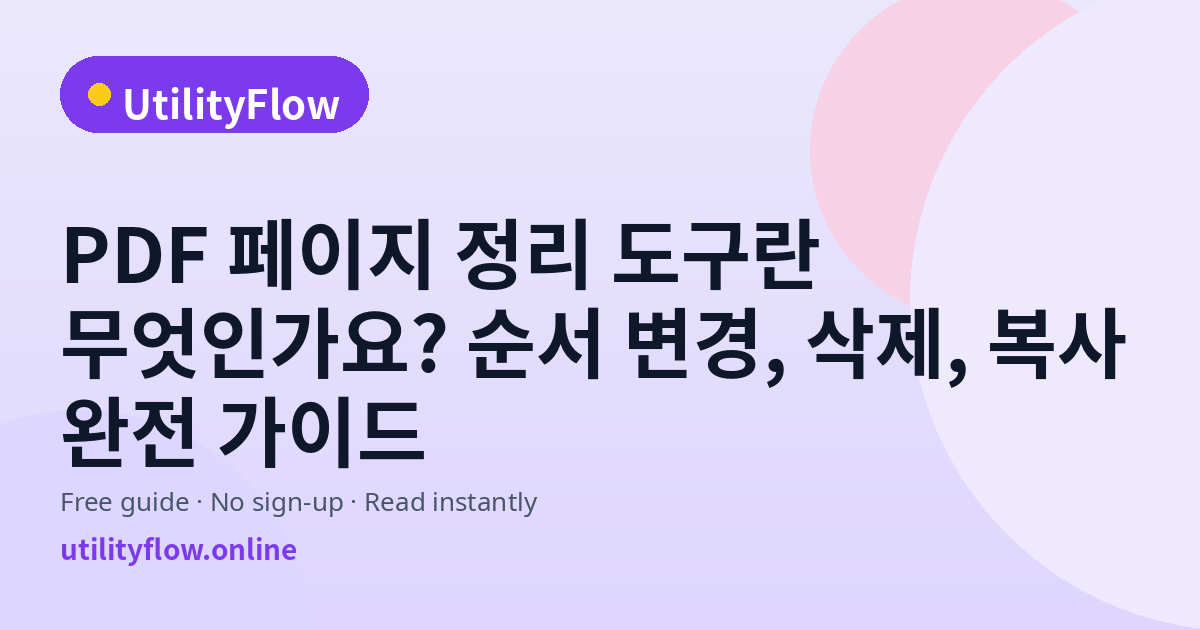 UtilityFlow
PDF 페이지 정리 도구란
무엇인가요? 순서 변경, 삭제, 복사
완전 가이드
Free guide · No sign-up · Read instantly
utilityflow.online